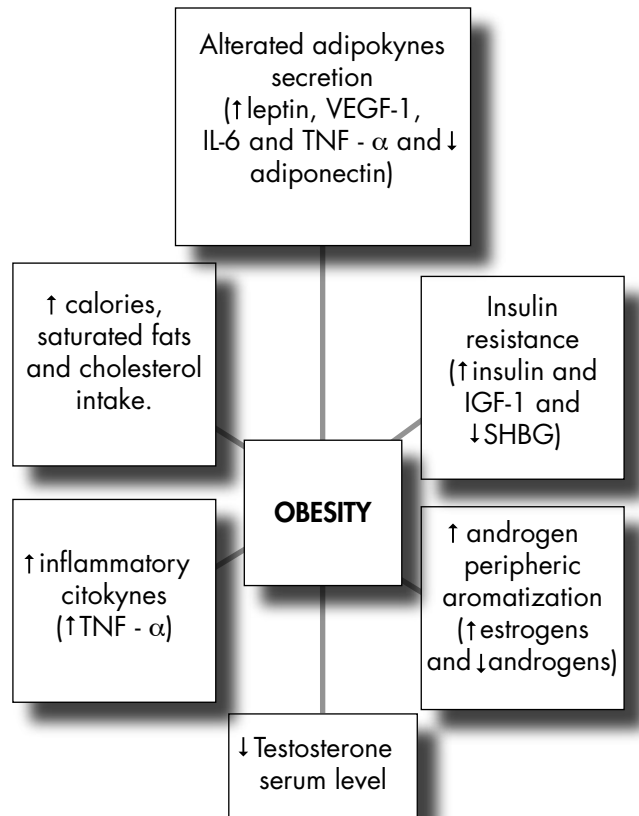 Alterated adipokynes
secretion
(↑leptin, VEGF-1,
IL-6 and TNF - α and↓
adiponectin)
↑ calories,
saturated fats
and cholesterol
intake.
Insulin
resistance
(↑insulin and
IGF-1 and
↓SHBG)
OBESITY
↑inflammatory
citokynes
(↑TNF - α)
↑ androgen
peripheric
aromatization
(↑estrogens
and↓androgens)
↓Testosterone
serum level